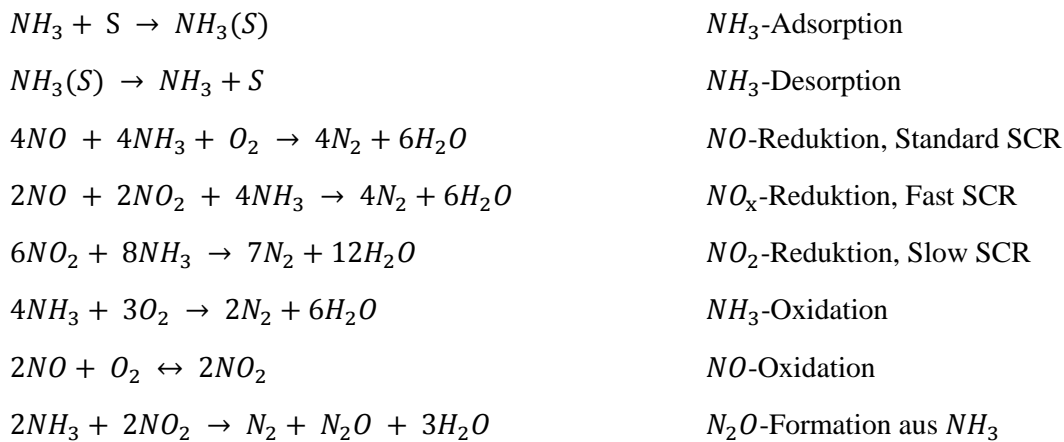 NH₃ + S → NH₃(S) NH₃-Adsorption
NH₃(S) → NH₃ + S NH₃-Desorption
4NO + 4NH₃ + O₂ → 4N₂ + 6H₂O NO-Reduktion, Standard SCR
2NO + 2NO₂ + 4NH₃ → 4N₂ + 6H₂O NOₓ-Reduktion, Fast SCR
6NO₂ + 8NH₃ → 7N₂ + 12H₂O NO₂-Reduktion, Slow SCR
4NH₃ + 3O₂ → 2N₂ + 6H₂O NH₃-Oxidation
2NO + O₂ ↔ 2NO₂ NO-Oxidation
2NH₃ + 2NO₂ → N₂ + N₂O + 3H₂O N₂O-Formation aus NH₃